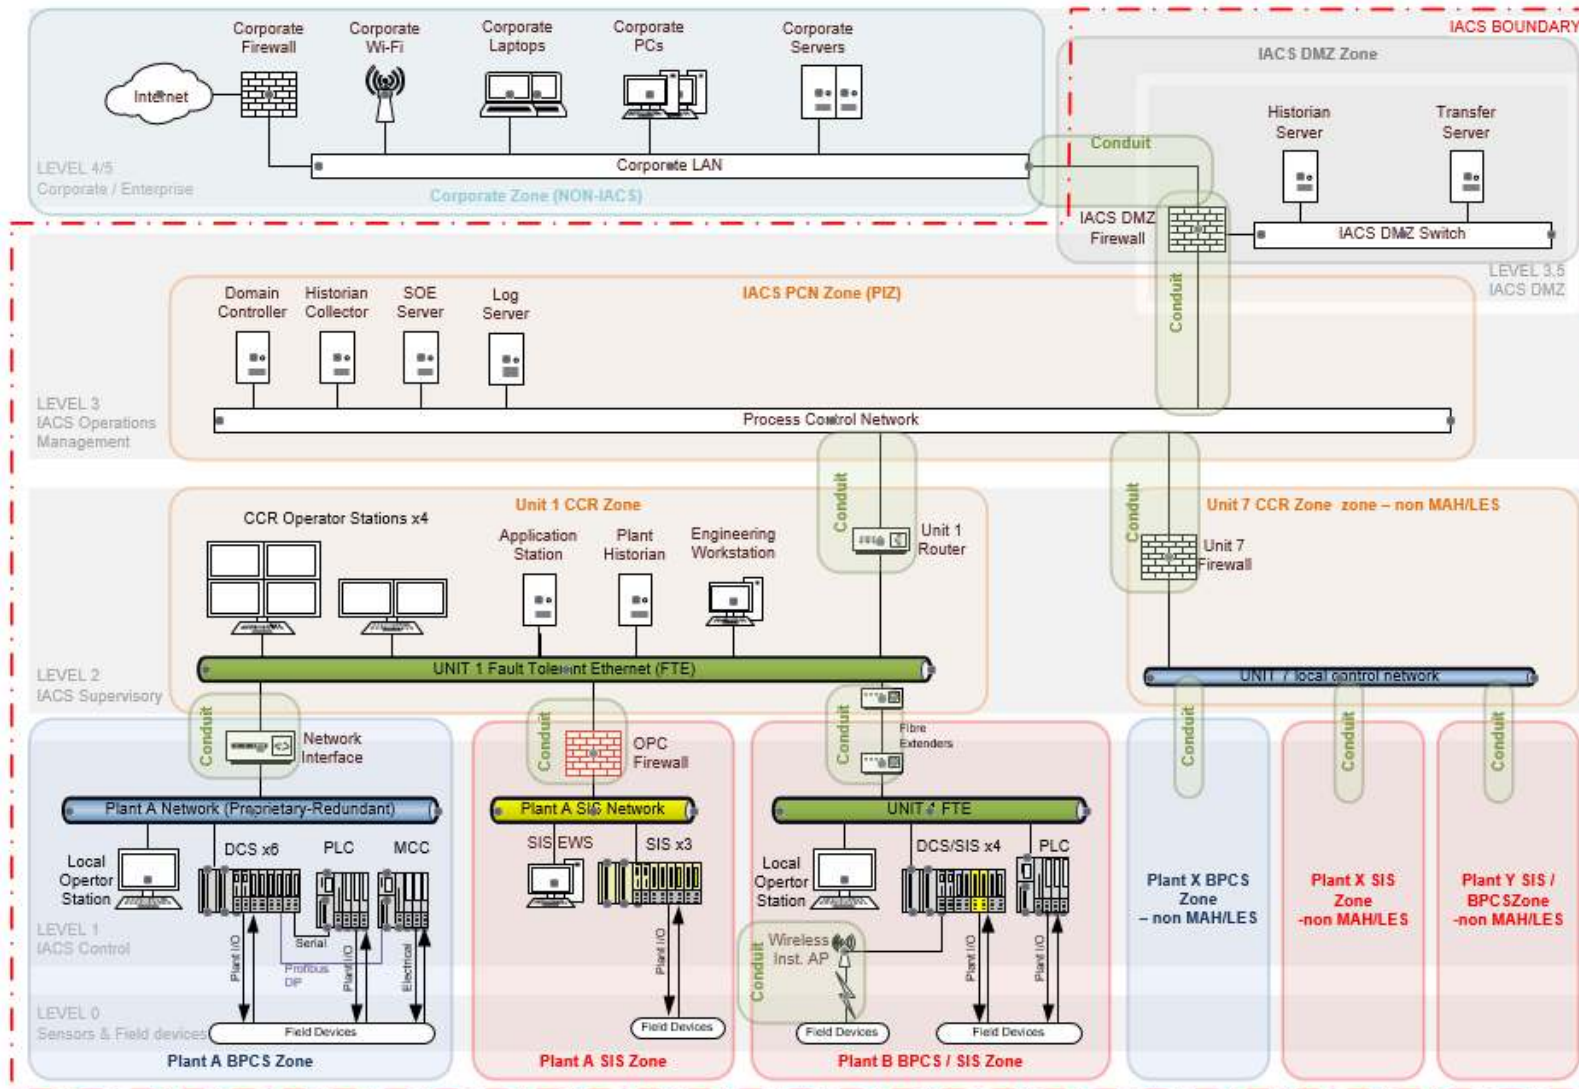 IACS BOUNDARY
Corporate
Firewall
Corporate
Wi-Fi
Corporate
Laptops
Corporate
PCs
Corporate
Servers
Internet
Corporate LAN
LEVEL 4/5
Corporate / Enterprise
Corporate Zone (NON-IACS)
Conduit
IACS DMZ Zone
Historian
Server
Transfer
Server
IACS DMZ
Firewall
IACS DMZ Switch
LEVEL 3.5
IACS DMZ
Conduit
IACS PCN Zone (PIZ)
Domain
Controller
Historian
Collector
SOE
Server
Log
Server
LEVEL 3
IACS Operations
Management
Process Control Network
Conduit
Conduit
Unit 1 CCR Zone
CCR Operator Stations x4
Application
Station
Plant
Historian
Engineering
Workstation
Unit 1
Router
Unit 7 CCR Zone zone – non MAH/LES
Unit 7
Firewall
LEVEL 2
IACS Supervisory
UNIT 1 Fault Tolerant Ethernet (FTE)
UNIT 7 local control network
Conduit
Network
Interface
Conduit
OPC
Firewall
Conduit
Fibre
Extenders
Conduit
Conduit
Conduit
Plant A Network (Proprietary-Redundant)
Plant A SIS Network
UNIT 1 FTE
Local
Opertor
Station
DCS x6
PLC
MCC
SIS EWS
SIS x3
Local
Opertor
Station
DCS/SIS x4
PLC
Plant X BPCS
Zone
– non MAH/LES
Plant X SIS
Zone
-non MAH/LES
Plant Y SIS /
BPCSZone
-non MAH/LES
LEVEL 1
IACS Control
Serial
Profibus
DP
Plant I/O
Plant I/O
Electrical
Plant I/O
Conduit
Wireless
Inst. AP
Plant I/O
Plant I/O
LEVEL 0
Sensors & Field devices
Field Devices
Field Devices
Field Devices
Field Devices
Plant A BPCS Zone
Plant A SIS Zone
Plant B BPCS / SIS Zone